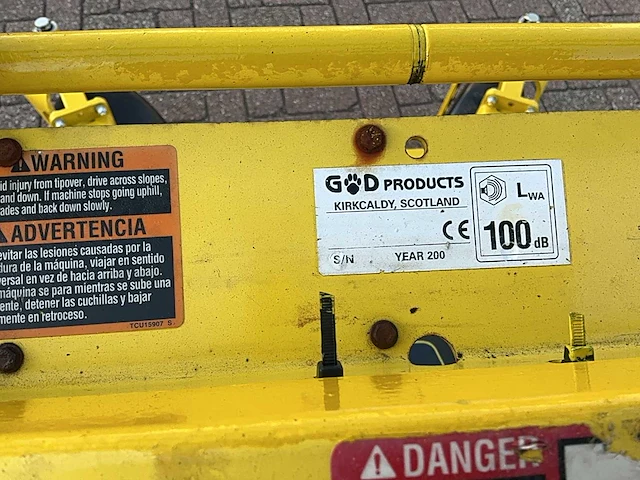 WARNING
id injury from tipover, drive across slopes,
and down. If machine stops going uphill,
ades and back down slowly.
ADVERTENCIA
evitar las lesiones causadas por la
dura de la máquina, viajar en sentido
versal en vez de hacia arriba y abajo.
máquina se para mientras se sube una
ente, detener las cuchillas y bajar
mente en retroceso.
TCU15907 S
G D PRODUCTS
KIRKCALDY, SCOTLAND
CE
S/N YEAR 200
LWA
100 dB
DANGER